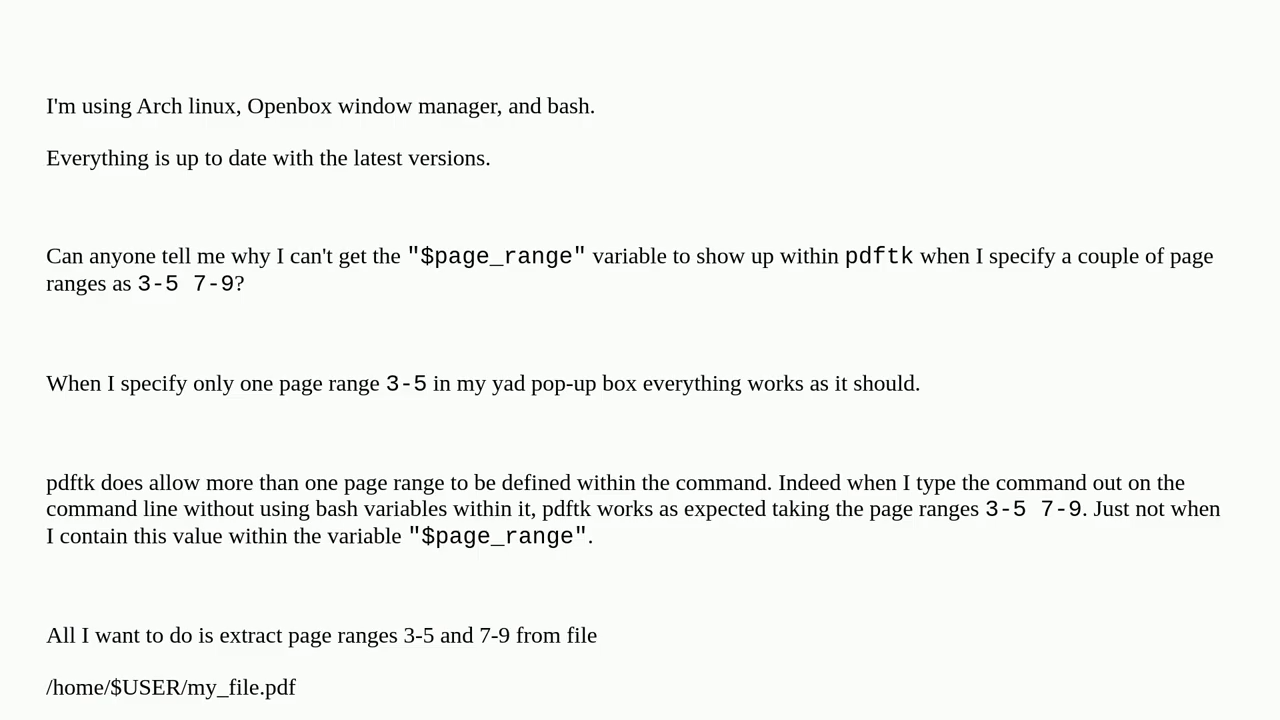 I'm using Arch linux, Openbox window manager, and bash.
Everything is up to date with the latest versions.
Can anyone tell me why I can't get the "$page_range" variable to show up within pdftk when I specify a couple of page
ranges as 3-5 7-9?
When I specify only one page range 3-5 in my yad pop-up box everything works as it should.
pdftk does allow more than one page range to be defined within the command. Indeed when I type the command out on the
command line without using bash variables within it, pdftk works as expected taking the page ranges 3-5 7-9. Just not when
I contain this value within the variable "$page_range".
All I want to do is extract page ranges 3-5 and 7-9 from file
/home/$USER/my_file.pdf